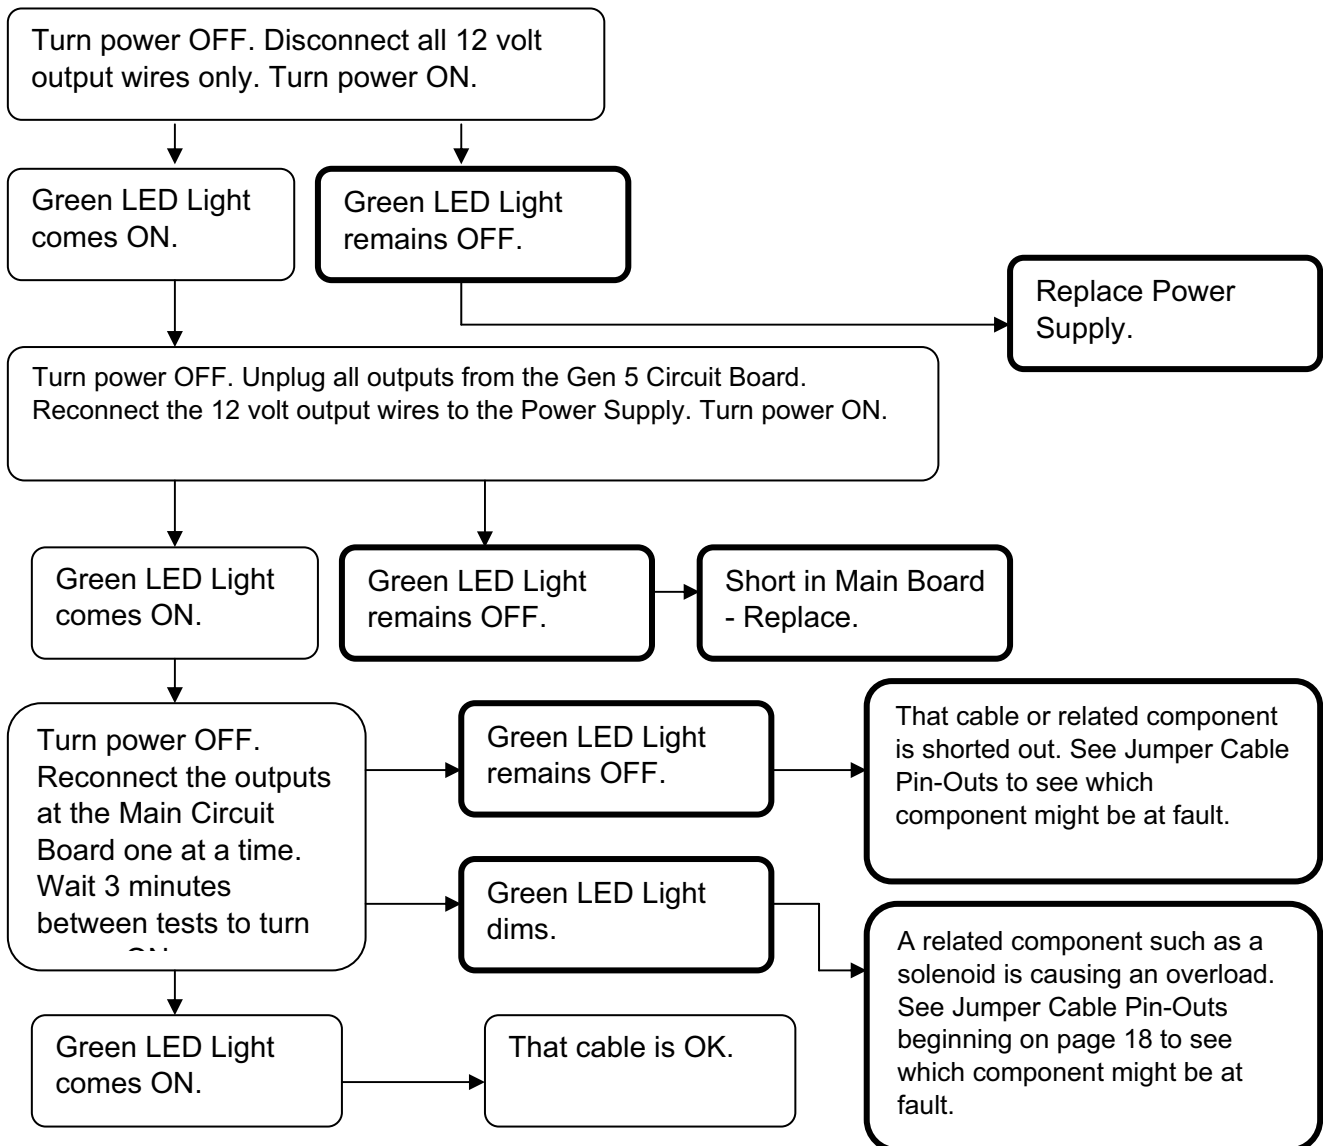 Turn power OFF. Disconnect all 12 volt
output wires only. Turn power ON.
Green LED Light
comes ON.
Green LED Light
remains OFF.
Replace Power
Supply.
Turn power OFF. Unplug all outputs from the Gen 5 Circuit Board.
Reconnect the 12 volt output wires to the Power Supply. Turn power ON.
Green LED Light
comes ON.
Green LED Light
remains OFF.
Short in Main Board
- Replace.
Turn power OFF.
Reconnect the outputs
at the Main Circuit
Board one at a time.
Wait 3 minutes
between tests to turn
Green LED Light
remains OFF.
That cable or related component
is shorted out. See Jumper Cable
Pin-Outs to see which
component might be at fault.
Green LED Light
dims.
A related component such as a
solenoid is causing an overload.
See Jumper Cable Pin-Outs
beginning on page 18 to see
which component might be at
fault.
Green LED Light
comes ON.
That cable is OK.